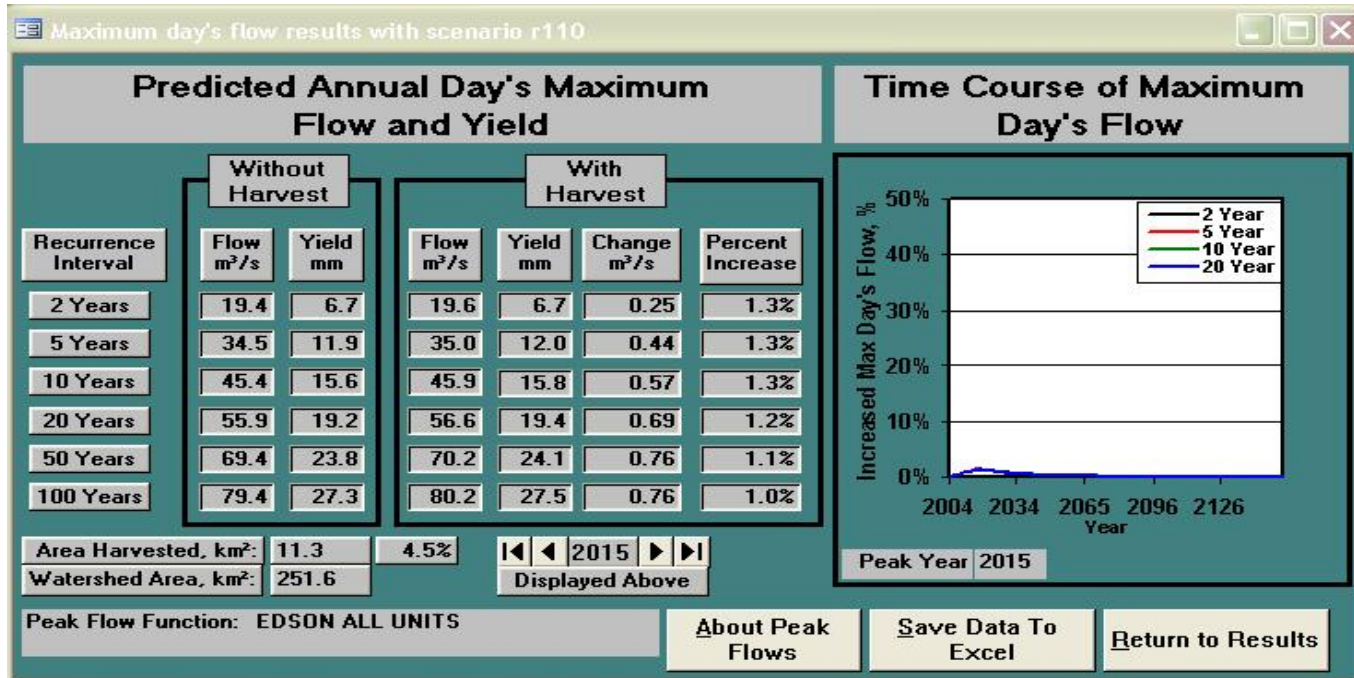 Maximum day's flow results with scenario r110
Predicted Annual Day's Maximum
Flow and Yield
Without
Harvest
With
Harvest
Recurrence
Interval
Flow
m³/s
Yield
mm
Flow
m³/s
Yield
mm
Change
m³/s
Percent
Increase
2 Years 19.4 6.7 19.6 6.7 0.25 1.3%
5 Years 34.5 11.9 35.0 12.0 0.44 1.3%
10 Years 45.4 15.6 45.9 15.8 0.57 1.3%
20 Years 55.9 19.2 56.6 19.4 0.69 1.2%
50 Years 69.4 23.8 70.2 24.1 0.76 1.1%
100 Years 79.4 27.3 80.2 27.5 0.76 1.0%
Area Harvested, km²: 11.3 4.5% 2015
Watershed Area, km²: 251.6 Displayed Above
Peak Flow Function: EDSON ALL UNITS
Time Course of Maximum
Day's Flow
Increased Max Day's Flow, %
50%
40%
30%
20%
10%
0%
2 Year
5 Year
10 Year
20 Year
2004 2034 2065 2096 2126
Year
Peak Year 2015
About Peak
Flows
Save Data To
Excel
Return to Results